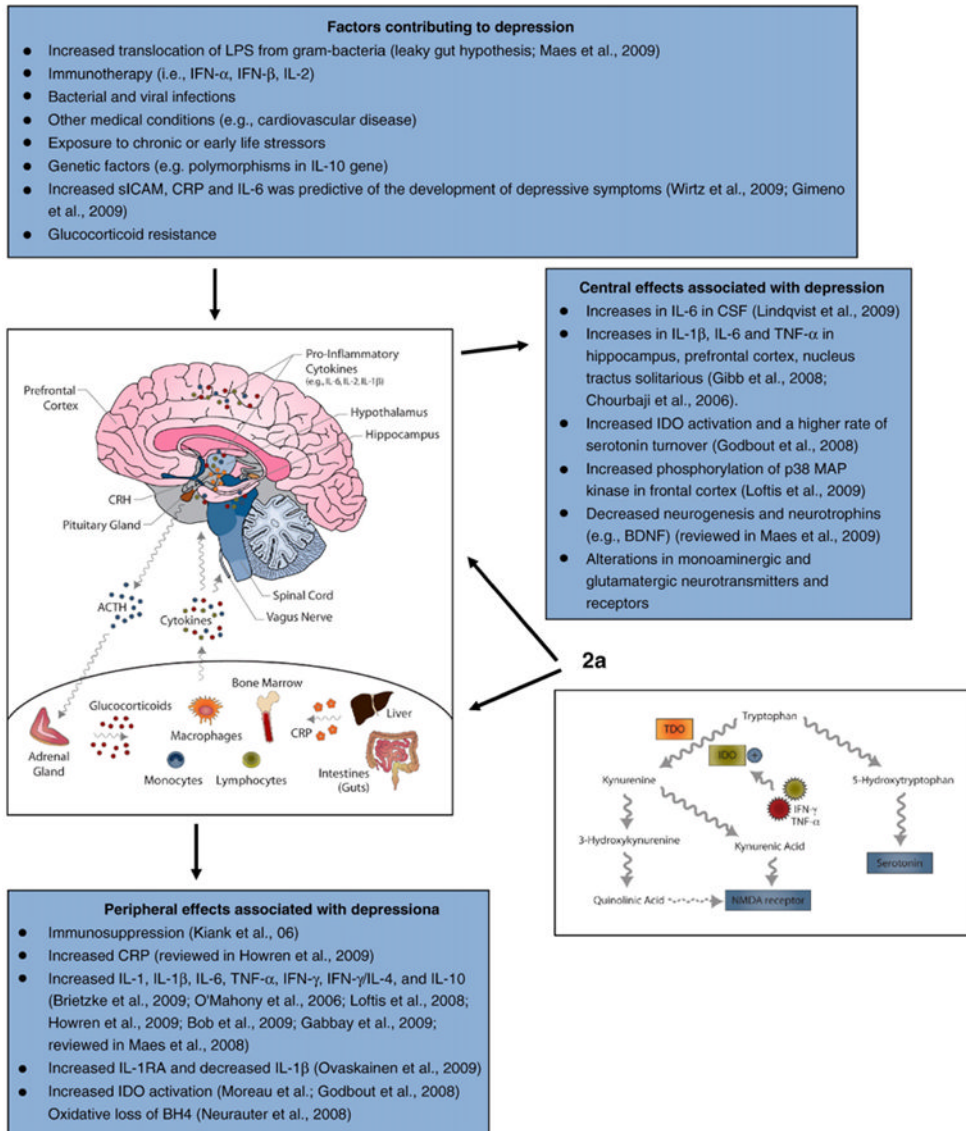 Factors contributing to depression
● Increased translocation of LPS from gram-bacteria (leaky gut hypothesis; Maes et al., 2009)
● Immunotherapy (i.e., IFN-α, IFN-β, IL-2)
● Bacterial and viral infections
● Other medical conditions (e.g., cardiovascular disease)
● Exposure to chronic or early life stressors
● Genetic factors (e.g. polymorphisms in IL-10 gene)
● Increased sICAM, CRP and IL-6 was predictive of the development of depressive symptoms (Wirtz et al., 2009; Gimeno
et al., 2009)
● Glucocorticoid resistance
Central effects associated with depression
● Increases in IL-6 in CSF (Lindqvist et al., 2009)
● Increases in IL-1β, IL-6 and TNF-α in
hippocampus, prefrontal cortex, nucleus
tractus solitarious (Gibb et al., 2008;
Chourbaji et al., 2006).
● Increased IDO activation and a higher rate of
serotonin turnover (Godbout et al., 2008)
● Increased phosphorylation of p38 MAP
kinase in frontal cortex (Loftis et al., 2009)
● Decreased neurogenesis and neurotrophins
(e.g., BDNF) (reviewed in Maes et al., 2009)
● Alterations in monoaminergic and
glutamatergic neurotransmitters and
receptors
Pro-Inflammatory
Cytokines
(e.g., IL-6, IL-2, IL-1β)
Prefrontal
Cortex
Hypothalamus
Hippocampus
CRH
Pituitary Gland
Spinal Cord
Vagus Nerve
ACTH
Cytokines
Bone Marrow
Glucocorticoids
Liver
Macrophages
CRP
Adrenal
Gland
Monocytes
Lymphocytes
Intestines
(Guts)
2a
Tryptophan
TDO
IDO
Kynurenine
5-Hydroxytryptophan
IFN-γ
TNF-α
3-Hydroxykynurenine
Kynurenic Acid
Serotonin
Quinolinic Acid
NMDA receptor
Peripheral effects associated with depressiona
● Immunosuppression (Kiank et al., 06)
● Increased CRP (reviewed in Howren et al., 2009)
● Increased IL-1, IL-1β, IL-6, TNF-α, IFN-γ, IFN-γ/IL-4, and IL-10
(Brietzke et al., 2009; O'Mahony et al., 2006; Loftis et al., 2008;
Howren et al., 2009; Bob et al., 2009; Gabbay et al., 2009;
reviewed in Maes et al., 2008)
● Increased IL-1RA and decreased IL-1β (Ovaskainen et al., 2009)
● Increased IDO activation (Moreau et al.; Godbout et al., 2008)
Oxidative loss of BH4 (Neurauter et al., 2008)